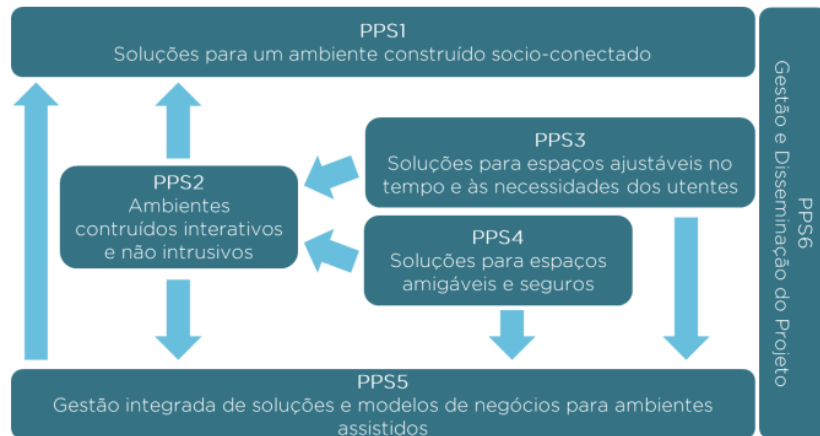 PPS1
Soluções para um ambiente construído socio-conectado
PPS3
Soluções para espaços ajustáveis no
tempo e às necessidades dos utentes
PPS2
Ambientes
contruídos interativos
e não intrusivos
PPS4
Soluções para espaços
amigáveis e seguros
PPS5
Gestão integrada de soluções e modelos de negócios para ambientes
assistidos
PPS6
Gestão e Disseminação do Projeto